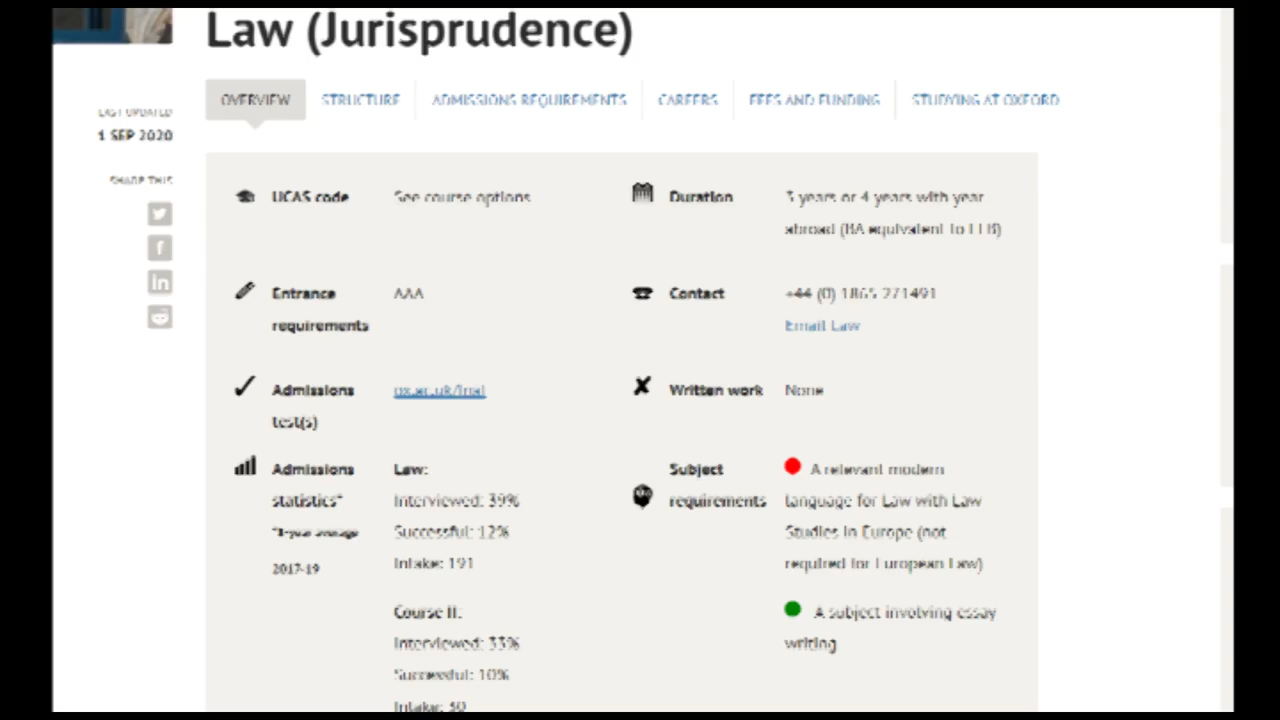 Law (Jurisprudence)
OVERVIEW STRUCTURE ADMISSIONS REQUIREMENTS CAREERS FEES AND FUNDING STUDYING AT OXFORD
LAST UPDATED
1 SEP 2020
SHARE THIS
UCAS code See course options
Duration 3 years or 4 years with year
abroad (BA equivalent to LLB)
Entrance AAA
requirements
Contact +44 (0) 1865 271491
Email Law
Admissions ox.ac.uk/lnat
test(s)
Written work None
Admissions
statistics*
*3-year average
2017-19
Law:
Interviewed: 39%
Successful: 12%
Intake: 191
Course II:
Interviewed: 33%
Successful: 10%
Intake: 30
Subject
requirements
A relevant modern
language for Law with Law
Studies in Europe (not
required for European Law)
A subject involving essay
writing